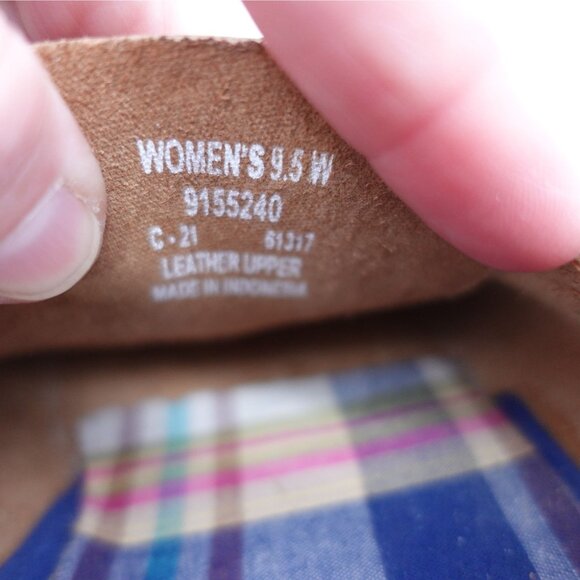 WOMEN'S 9.5 W
9155240
C - 21 61317
LEATHER UPPER
MADE IN INDONESIA